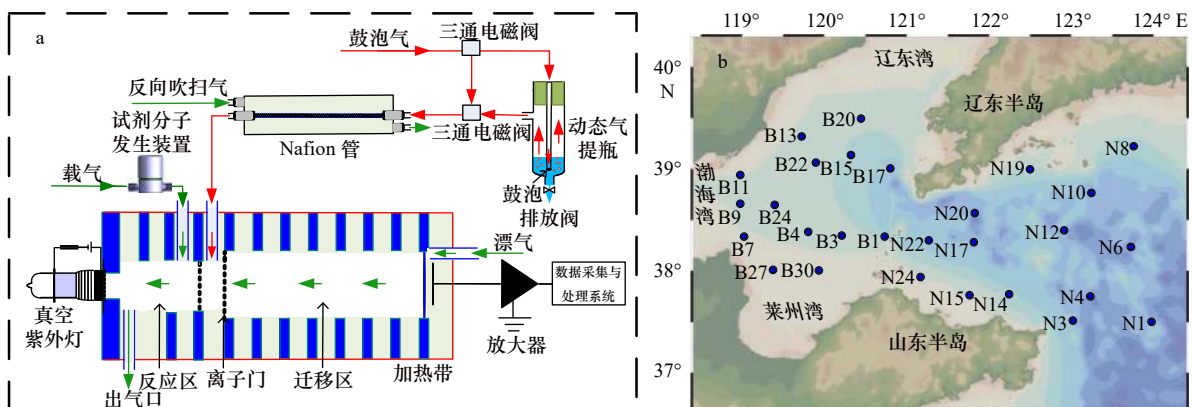 a
鼓泡气
三通电磁阀
反向吹扫气
试剂分子
发生装置
Nafion 管
三通电磁阀
动态气
提瓶
鼓泡
排放阀
载气
漂气
数据采集与
处理系统
真空
紫外灯
放大器
反应区
离子门
迁移区
加热带
出气口
119°
120°
121°
122°
123°
124° E
b
40°
N
39°
38°
37°
辽东湾
辽东半岛
渤海湾
莱州湾
山东半岛
B20
B13
B22
B15
B17
B11
B9
B24
B7
B4
B3
B1
B27
B30
N8
N19
N10
N20
N12
N22
N17
N6
N24
N15
N14
N4
N3
N1